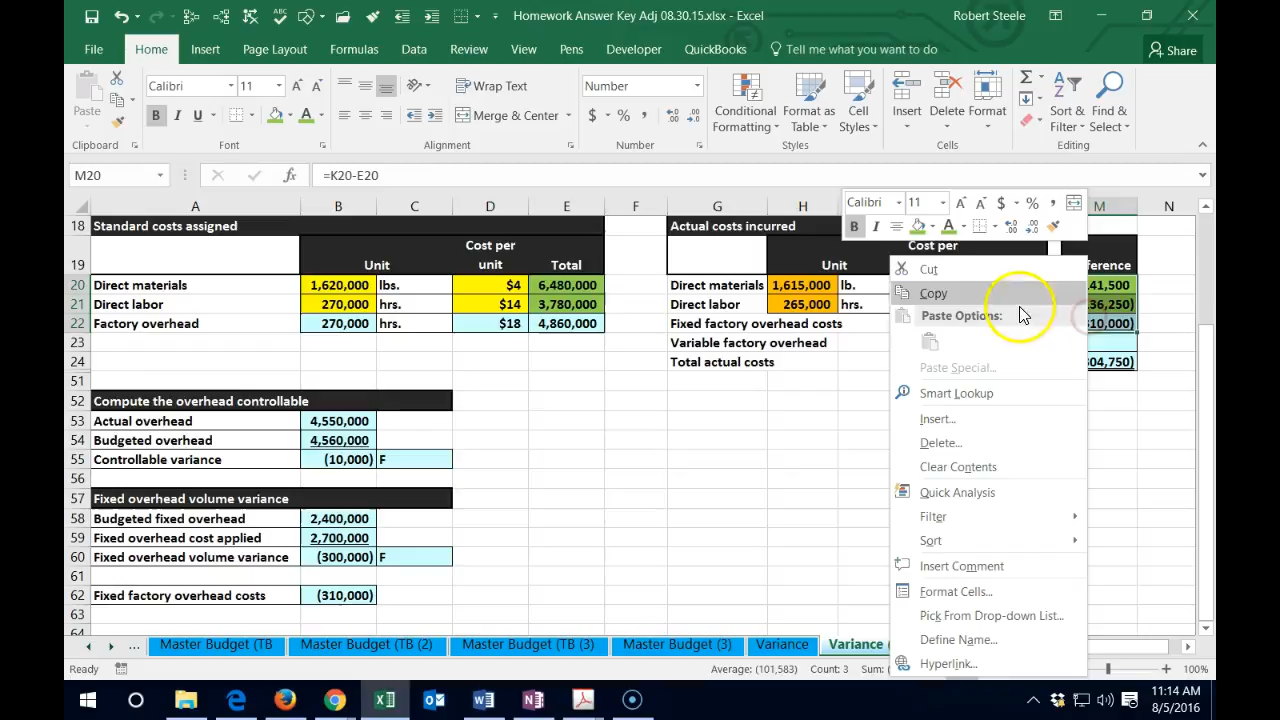 Homework Answer Key Adj 08.30.15.xlsx - Excel
Robert Steele
File Home Insert Page Layout Formulas Data Review View Pens Developer QuickBooks Tell me what you want to do Share
Calibri 11 Wrap Text Number
Paste B I U Merge & Center $ % , Conditional Formatting Format as Table Cell Styles Insert Delete Format Sort & Filter Find & Select
Clipboard Font Alignment Number Styles Cells Editing
M20 fx =K20-E20
A B C D E F G H M N
Calibri 11 $ % ,
B I A
18 Standard costs assigned Actual costs incurred
Cost per Cost per
19 Unit unit Total Unit
20 Direct materials 1,620,000 lbs. $4 6,480,000 Direct materials 1,615,000 lb.
21 Direct labor 270,000 hrs. $14 3,780,000 Direct labor 265,000 hrs.
22 Factory overhead 270,000 hrs. $18 4,860,000 Fixed factory overhead costs
23 Variable factory overhead
24 Total actual costs
51
52 Compute the overhead controllable
53 Actual overhead 4,550,000
54 Budgeted overhead 4,560,000
55 Controllable variance (10,000) F
56
57 Fixed overhead volume variance
58 Budgeted fixed overhead 2,400,000
59 Fixed overhead cost applied 2,700,000
60 Fixed overhead volume variance (300,000) F
61
62 Fixed factory overhead costs (310,000)
63
64
Cut
Copy
Paste Options:
Paste Special...
Smart Lookup
Insert...
Delete...
Clear Contents
Quick Analysis
Filter
Sort
Insert Comment
Format Cells...
Pick From Drop-down List...
Define Name...
Hyperlink...
... Master Budget (TB Master Budget (TB (2) Master Budget (TB (3) Master Budget (3) Variance Variance
Ready Average: (101,583) Count: 3 Sum: 100%
11:14 AM
8/5/2016